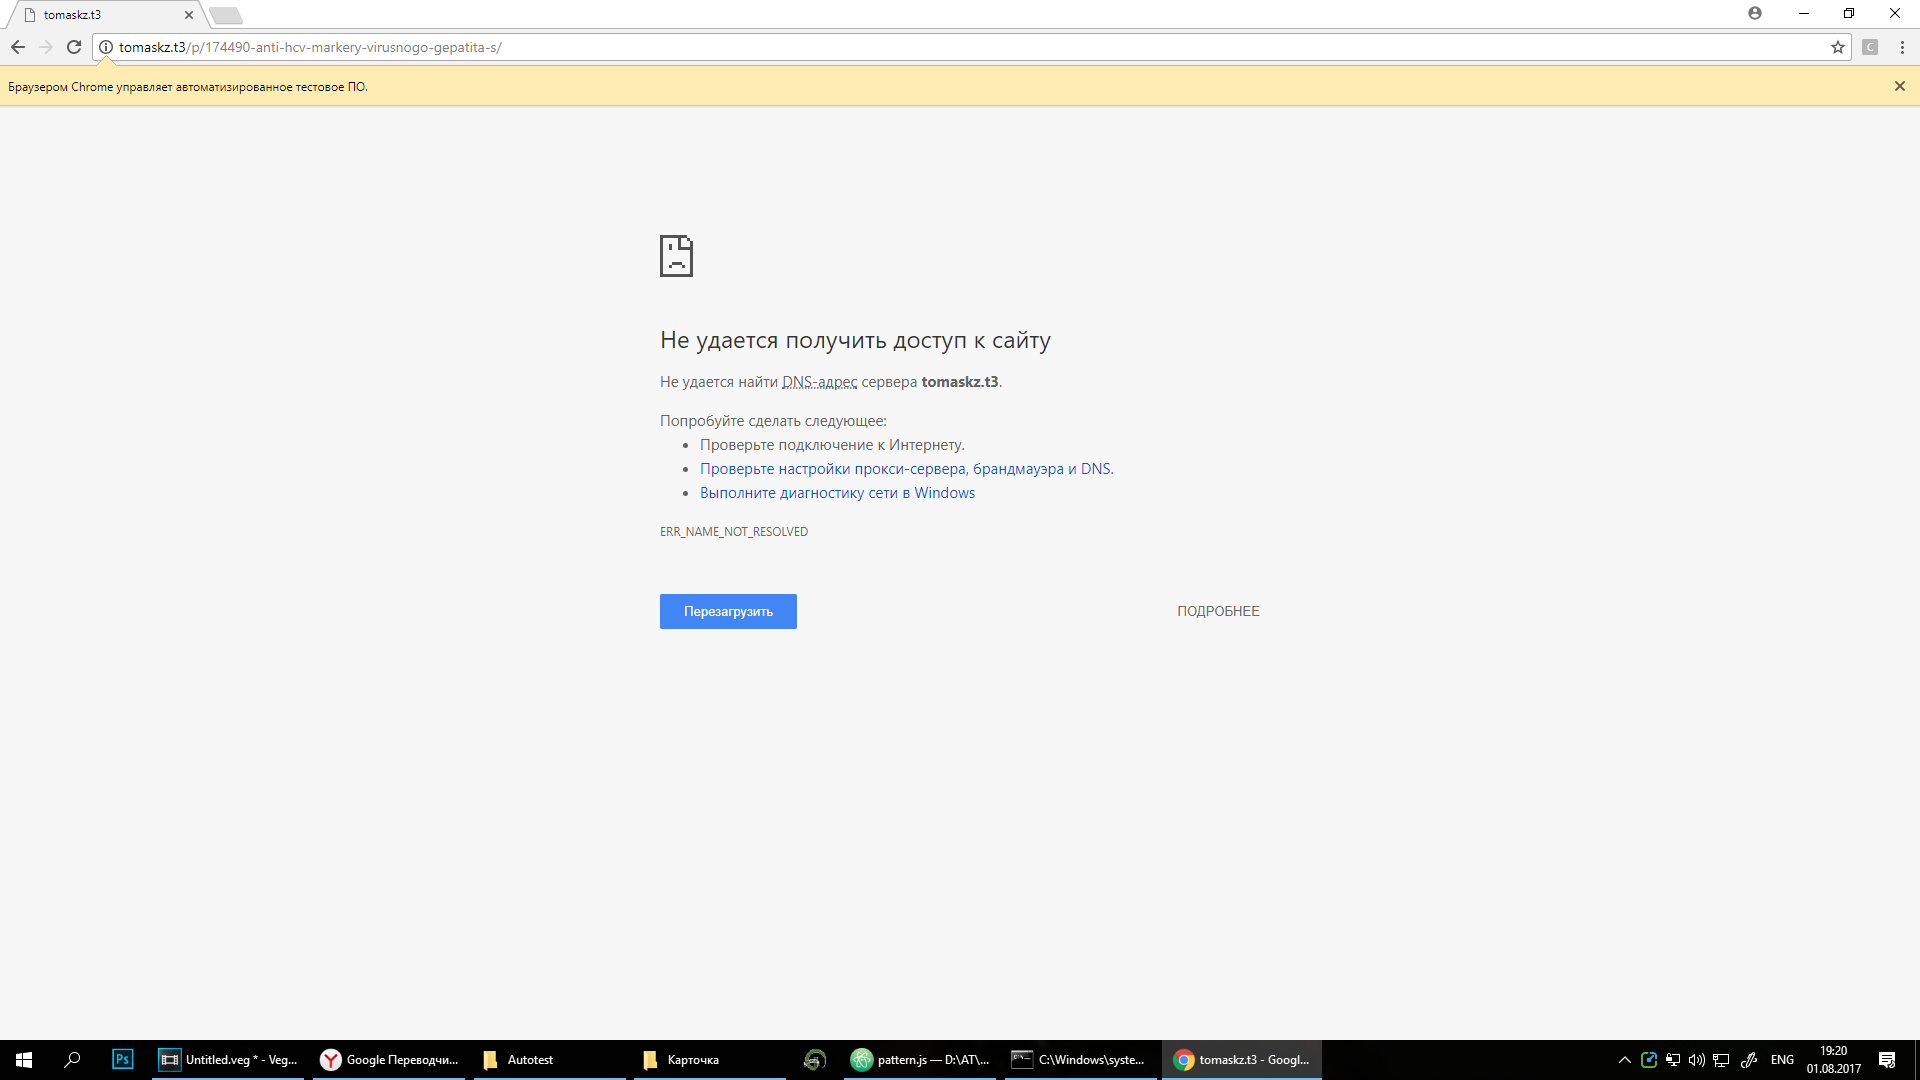 tomaskz.t3
tomaskz.t3/p/174490-anti-hcv-markery-virusnogo-gepatita-s/
C
Браузером Chrome управляет автоматизированное тестовое ПО.
Не удается получить доступ к сайту
Не удается найти DNS-адрес сервера tomaskz.t3.
Попробуйте сделать следующее:
Проверьте подключение к Интернету.
Проверьте настройки прокси-сервера, брандмауэра и DNS.
Выполните диагностику сети в Windows
ERR_NAME_NOT_RESOLVED
Перезагрузить
ПОДРОБНЕЕ
Ps
Untitled.veg * - Veg...
Google Переводчи...
Autotest
Карточка
pattern.js — D:\AT\...
C:\Windows\syste...
tomaskz.t3 - Googl...
ENG
19:20
01.08.2017